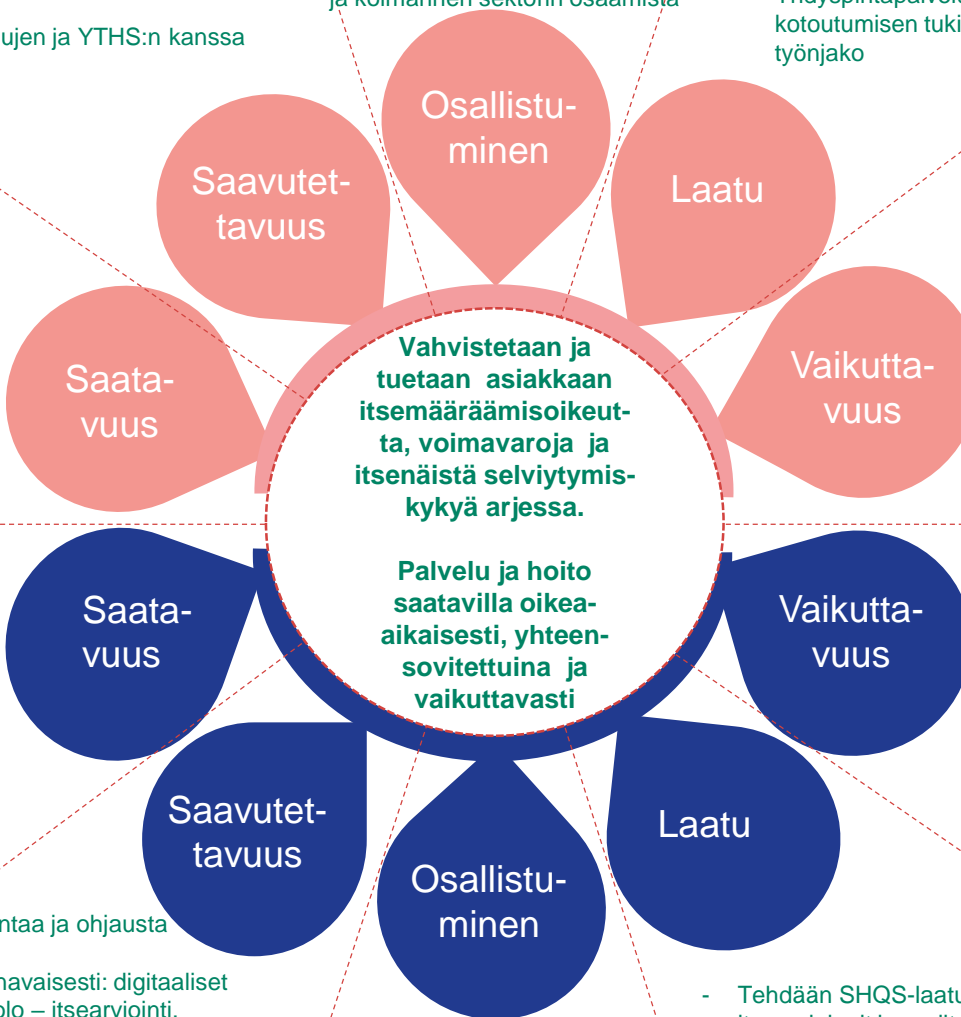 ja kolmannen sektorin osaamista
ujen ja YTHS:n kanssa
kotoutumisen tuki
työnjako
Osallistu-
minen
Saavutet-
tavuus
Laatu
Saata-
vuus
Vaikutta-
vuus
Vahvistetaan ja
tuetaan asiakkaan
itsemääräämisoikeut-
ta, voimavaroja ja
itsenäistä selviytymis-
kykyä arjessa.
Palvelu ja hoito
saatavilla oikea-
aikaisesti, yhteen-
sovitettuina ja
vaikuttavasti
Saata-
vuus
Vaikutta-
vuus
Saavutet-
tavuus
Laatu
Osallistu-
minen
ntaa ja ohjausta
navaisesti: digitaaliset
olo – itsearviointi.
- Tehdään SHQS-laatu